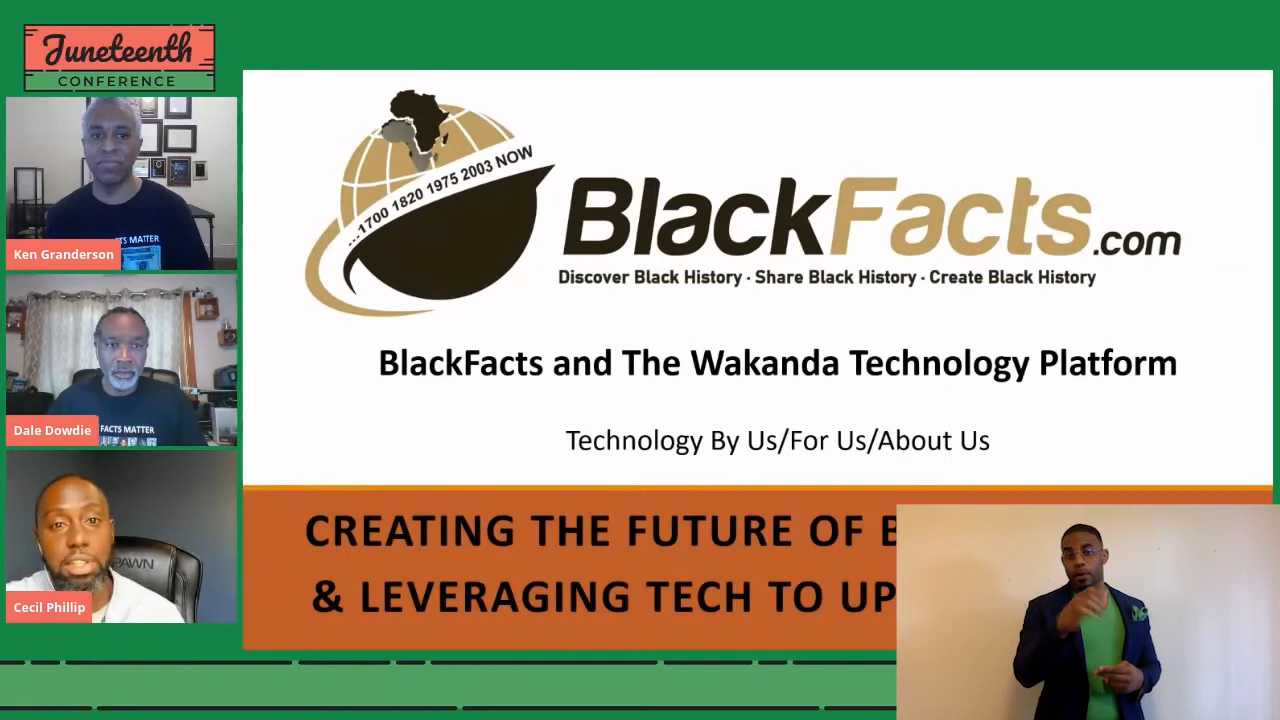 Juneteenth
CONFERENCE
Ken Granderson
FACTS MATTER
Dale Dowdie
FACTS MATTER
Cecil Phillip
...1700 1820 1975 2003 NOW
BlackFacts.com
Discover Black History · Share Black History · Create Black History
BlackFacts and The Wakanda Technology Platform
Technology By Us/For Us/About Us
CREATING THE FUTURE OF
& LEVERAGING TECH TO UP